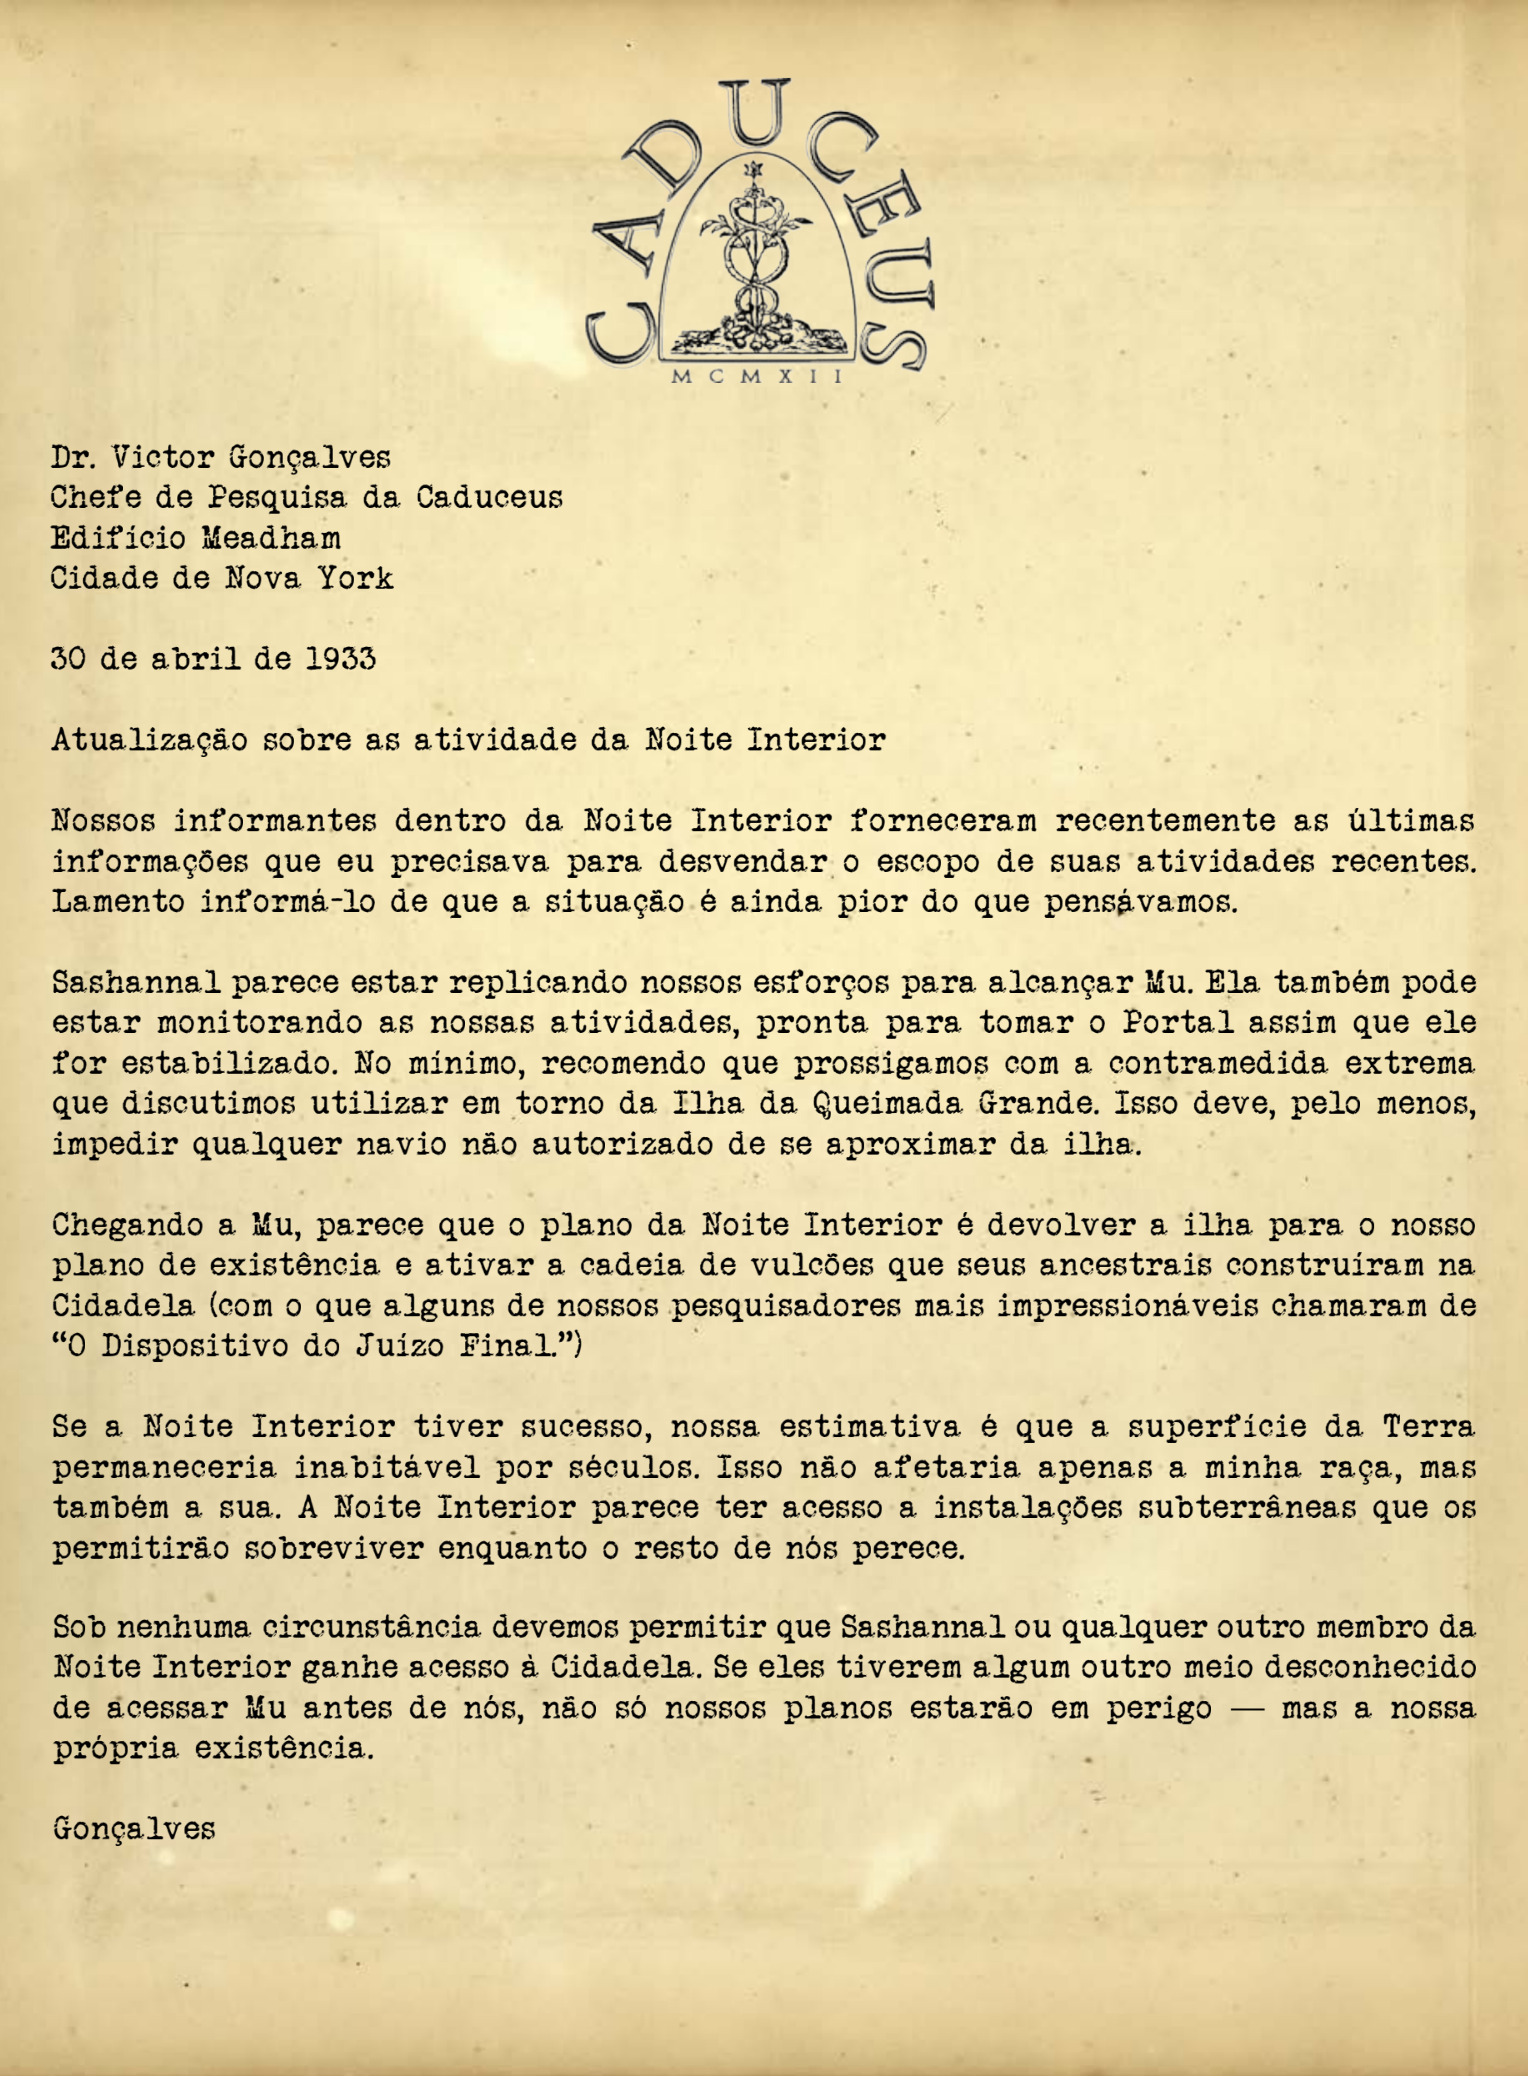 CADUCEUS
MCMXII
Dr. Victor Gonçalves
Chefe de Pesquisa da Caduceus
Edifício Meadham
Cidade de Nova York
30 de abril de 1933
Atualização sobre as atividade da Noite Interior
Nossos informantes dentro da Noite Interior forneceram recentemente as últimas
informações que eu precisava para desvendar o escopo de suas atividades recentes.
Lamento informá-lo de que a situação é ainda pior do que pensávamos.
Sashannal parece estar replicando nossos esforços para alcançar Mu. Ela também pode
estar monitorando as nossas atividades, pronta para tomar o Portal assim que ele
for estabilizado. No mínimo, recomendo que prossigamos com a contramedida extrema
que discutimos utilizar em torno da Ilha da Queimada Grande. Isso deve, pelo menos,
impedir qualquer navio não autorizado de se aproximar da ilha.
Chegando a Mu, parece que o plano da Noite Interior é devolver a ilha para o nosso
plano de existência e ativar a cadeia de vulcões que seus ancestrais construíram na
Cidadela (com o que alguns de nossos pesquisadores mais impressionáveis chamaram de
“O Dispositivo do Juízo Final.”)
Se a Noite Interior tiver sucesso, nossa estimativa é que a superfície da Terra
permaneceria inabitável por séculos. Isso não afetaria apenas a minha raça, mas
também a sua. A Noite Interior parece ter acesso a instalações subterrâneas que os
permitirão sobreviver enquanto o resto de nós perece.
Sob nenhuma circunstância devemos permitir que Sashannal ou qualquer outro membro da
Noite Interior ganhe acesso à Cidadela. Se eles tiverem algum outro meio desconhecido
de acessar Mu antes de nós, não só nossos planos estarão em perigo — mas a nossa
própria existência.
Gonçalves